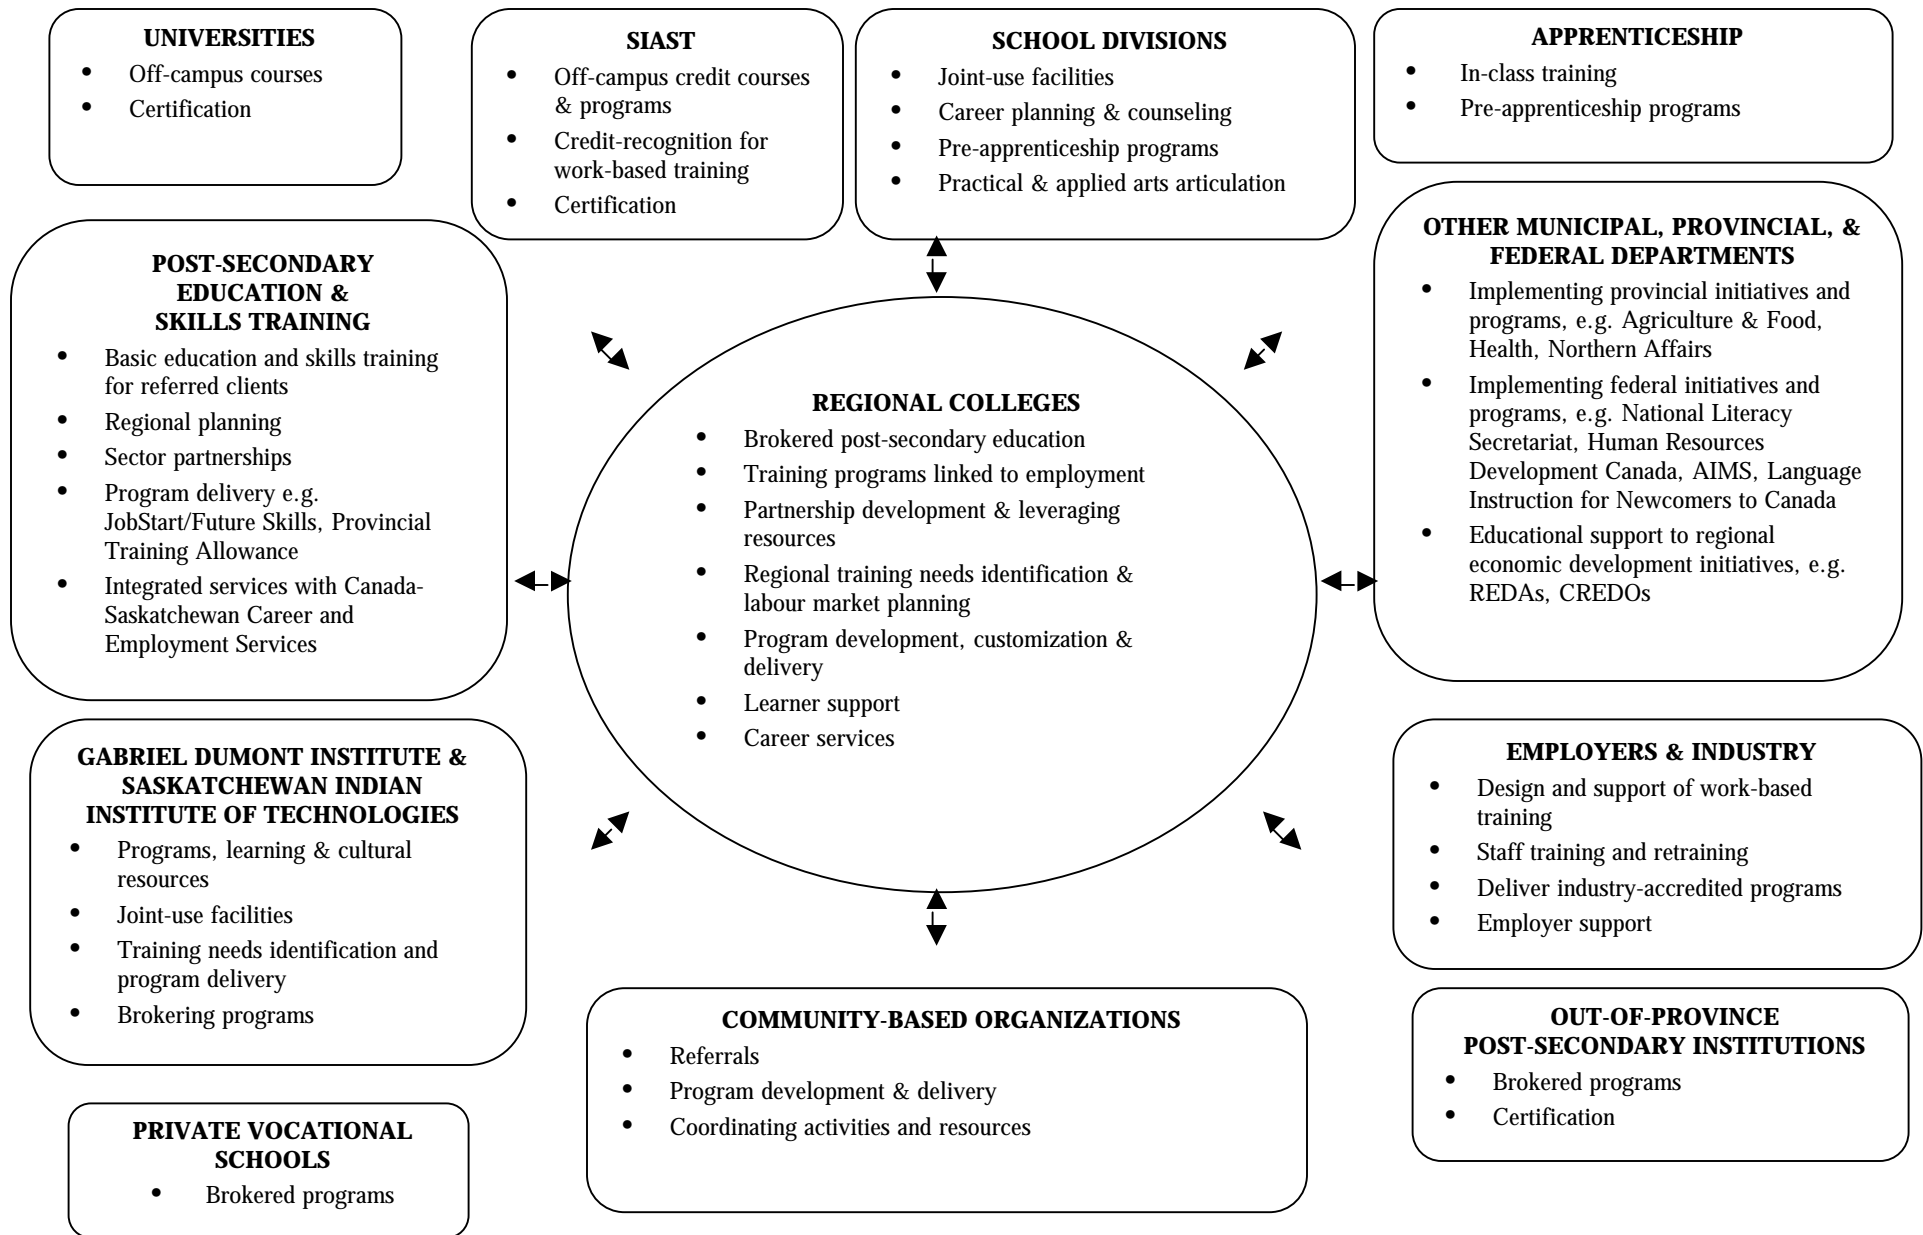 UNIVERSITIES
• Off-campus courses
• Certification
SIAST
• Off-campus credit courses
& programs
• Credit-recognition for
work-based training
• Certification
SCHOOL DIVISIONS
• Joint-use facilities
• Career planning & counseling
• Pre-apprenticeship programs
• Practical & applied arts articulation
APPRENTICESHIP
• In-class training
• Pre-apprenticeship programs
POST-SECONDARY
EDUCATION &
SKILLS TRAINING
• Basic education and skills training
for referred clients
• Regional planning
• Sector partnerships
• Program delivery e.g.
JobStart/Future Skills, Provincial
Training Allowance
• Integrated services with Canada-
Saskatchewan Career and
Employment Services
REGIONAL COLLEGES
• Brokered post-secondary education
• Training programs linked to employment
• Partnership development & leveraging
resources
• Regional training needs identification &
labour market planning
• Program development, customization &
delivery
• Learner support
• Career services
OTHER MUNICIPAL, PROVINCIAL, &
FEDERAL DEPARTMENTS
• Implementing provincial initiatives and
programs, e.g. Agriculture & Food,
Health, Northern Affairs
• Implementing federal initiatives and
programs, e.g. National Literacy
Secretariat, Human Resources
Development Canada, AIMS, Language
Instruction for Newcomers to Canada
• Educational support to regional
economic development initiatives, e.g.
REDAs, CREDOs
GABRIEL DUMONT INSTITUTE &
SASKATCHEWAN INDIAN
INSTITUTE OF TECHNOLOGIES
• Programs, learning & cultural
resources
• Joint-use facilities
• Training needs identification and
program delivery
• Brokering programs
EMPLOYERS & INDUSTRY
• Design and support of work-based
training
• Staff training and retraining
• Deliver industry-accredited programs
• Employer support
COMMUNITY-BASED ORGANIZATIONS
• Referrals
• Program development & delivery
• Coordinating activities and resources
OUT-OF-PROVINCE
POST-SECONDARY INSTITUTIONS
• Brokered programs
• Certification
PRIVATE VOCATIONAL
SCHOOLS
• Brokered programs